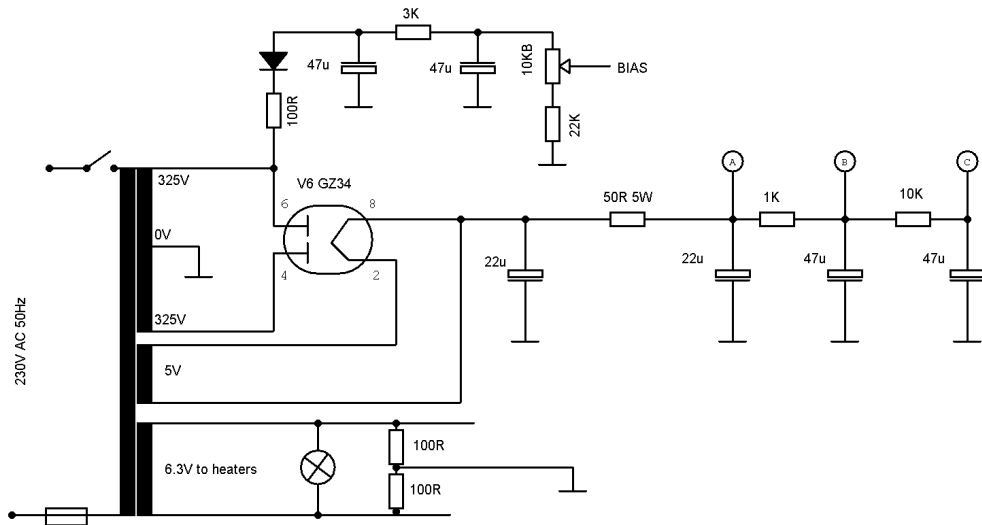 3K
47u
47u
10KB
BIAS
100R
22K
325V
V6 GZ34
6
8
50R 5W
A
1K
B
10K
C
0V
4
2
22u
22u
47u
47u
325V
230V AC 50Hz
5V
6.3V to heaters
100R
100R